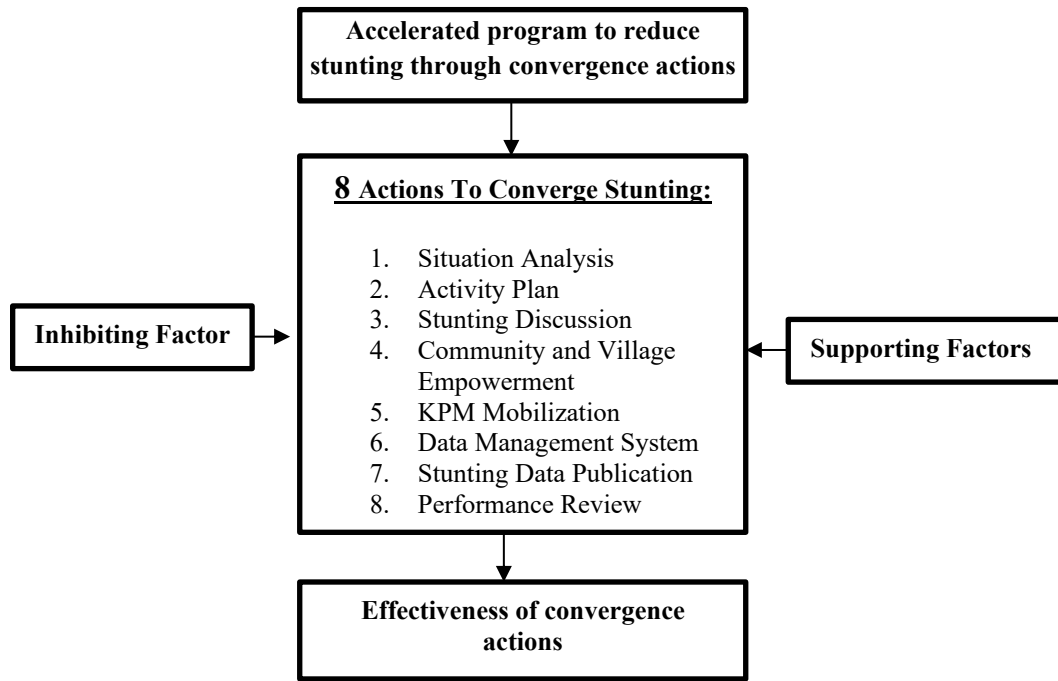 Accelerated program to reduce
stunting through convergence actions
8 Actions To Converge Stunting:
1. Situation Analysis
2. Activity Plan
3. Stunting Discussion
4. Community and Village
Empowerment
5. KPM Mobilization
6. Data Management System
7. Stunting Data Publication
8. Performance Review
Inhibiting Factor
Supporting Factors
Effectiveness of convergence
actions